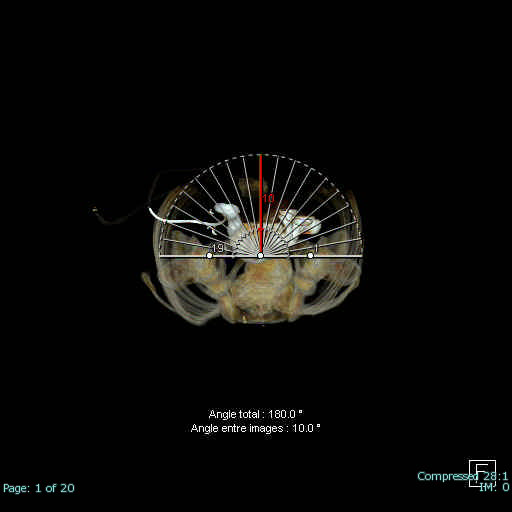 10
19 1
Angle total : 180.0 °
Angle entre images : 10.0 °
Compressed 28:1
F
IM: 0
Page: 1 of 20